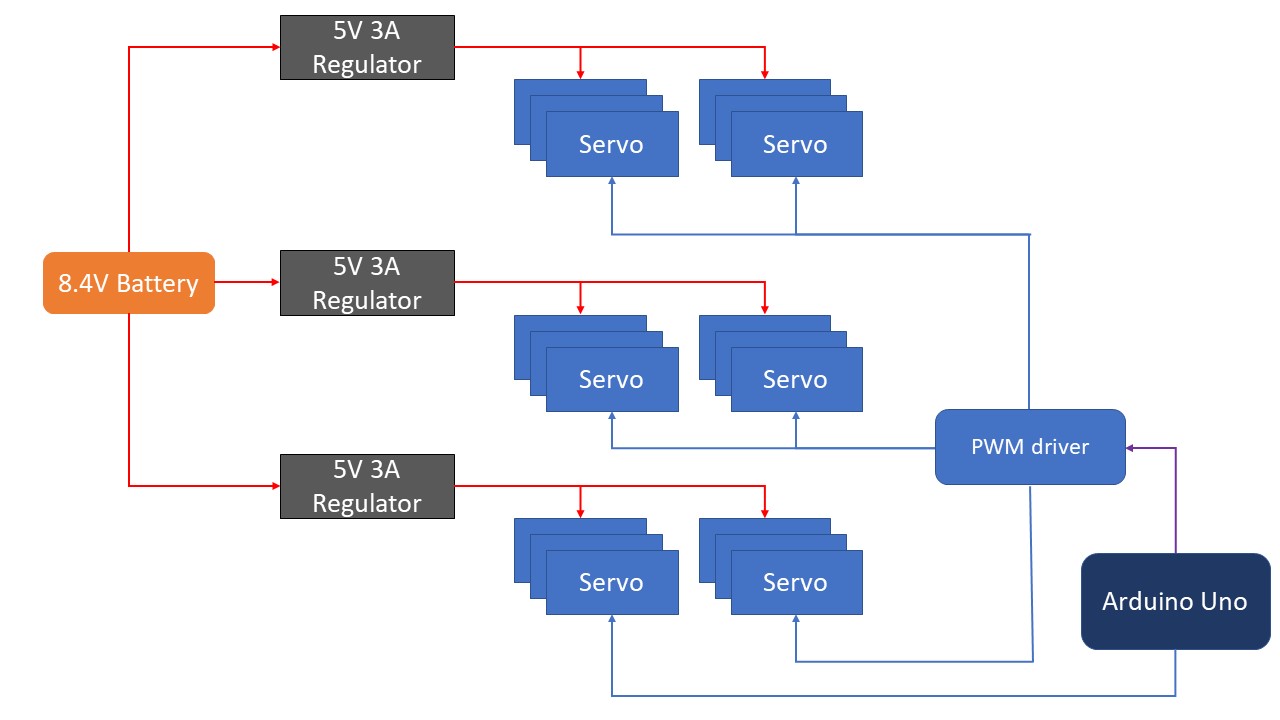 5V 3A
Regulator
Servo
Servo
8.4V Battery
5V 3A
Regulator
Servo
Servo
PWM driver
5V 3A
Regulator
Servo
Servo
Arduino Uno